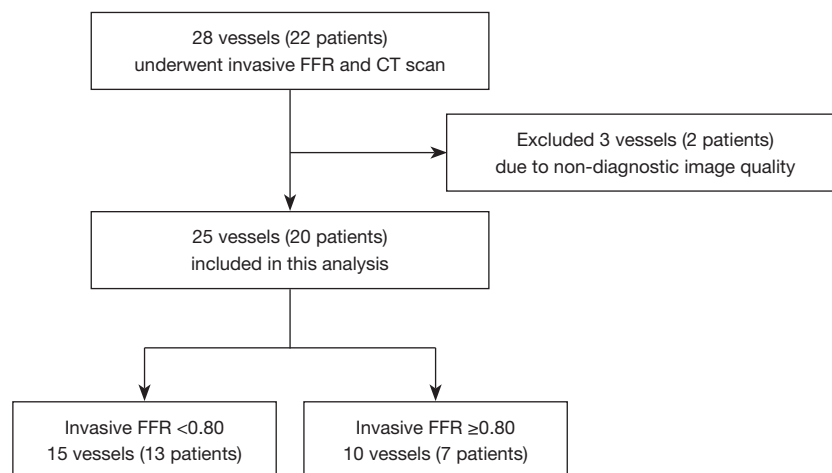 28 vessels (22 patients)
underwent invasive FFR and CT scan
Excluded 3 vessels (2 patients)
due to non-diagnostic image quality
25 vessels (20 patients)
included in this analysis
Invasive FFR <0.80
15 vessels (13 patients)
Invasive FFR ≥0.80
10 vessels (7 patients)